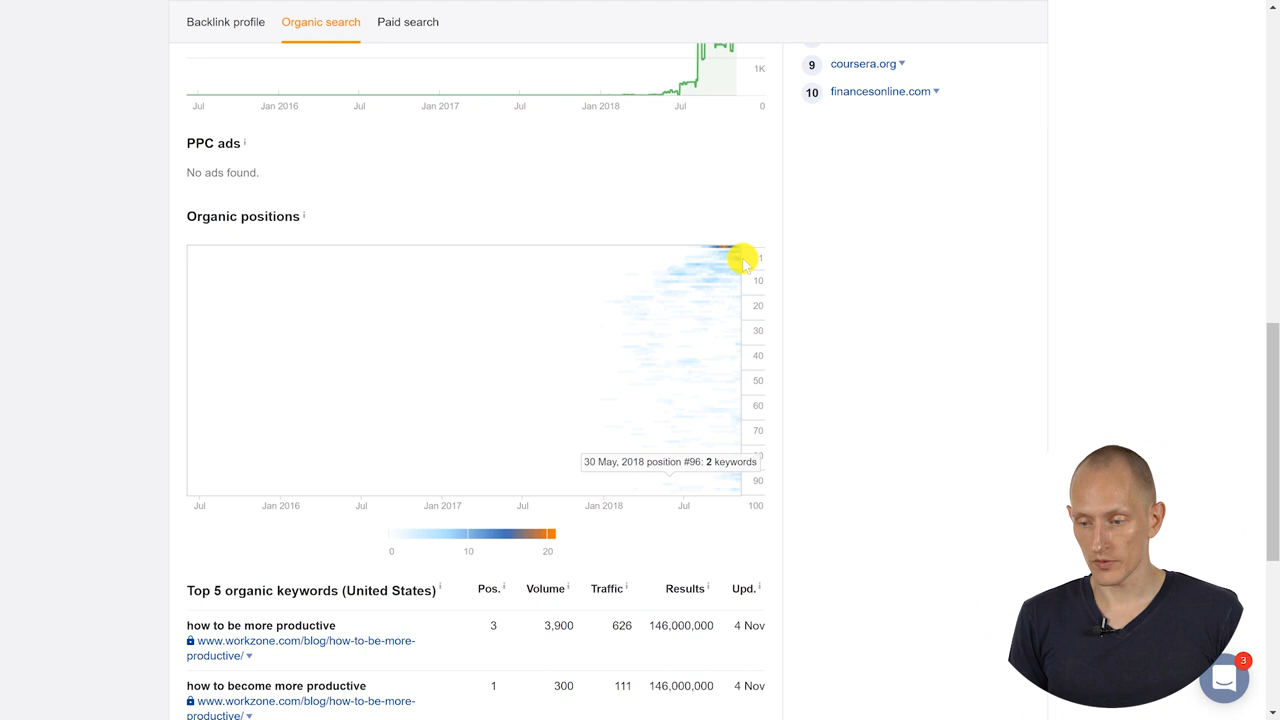 Backlink profile Organic search Paid search
1K
Jul Jan 2016 Jul Jan 2017 Jul Jan 2018 Jul 0
9 coursera.org
10 financesonline.com
PPC ads i
No ads found.
Organic positions i
1
10
20
30
40
50
60
70
90
100
30 May, 2018 position #96: 2 keywords
Jul Jan 2016 Jul Jan 2017 Jul Jan 2018 Jul
0 10 20
Top 5 organic keywords (United States) i Pos. i Volume i Traffic i Results i Upd. i
how to be more productive 3 3,900 626 146,000,000 4 Nov
www.workzone.com/blog/how-to-be-more-
productive/
how to become more productive 1 300 111 146,000,000 4 Nov
www.workzone.com/blog/how-to-be-more-
productive/
3